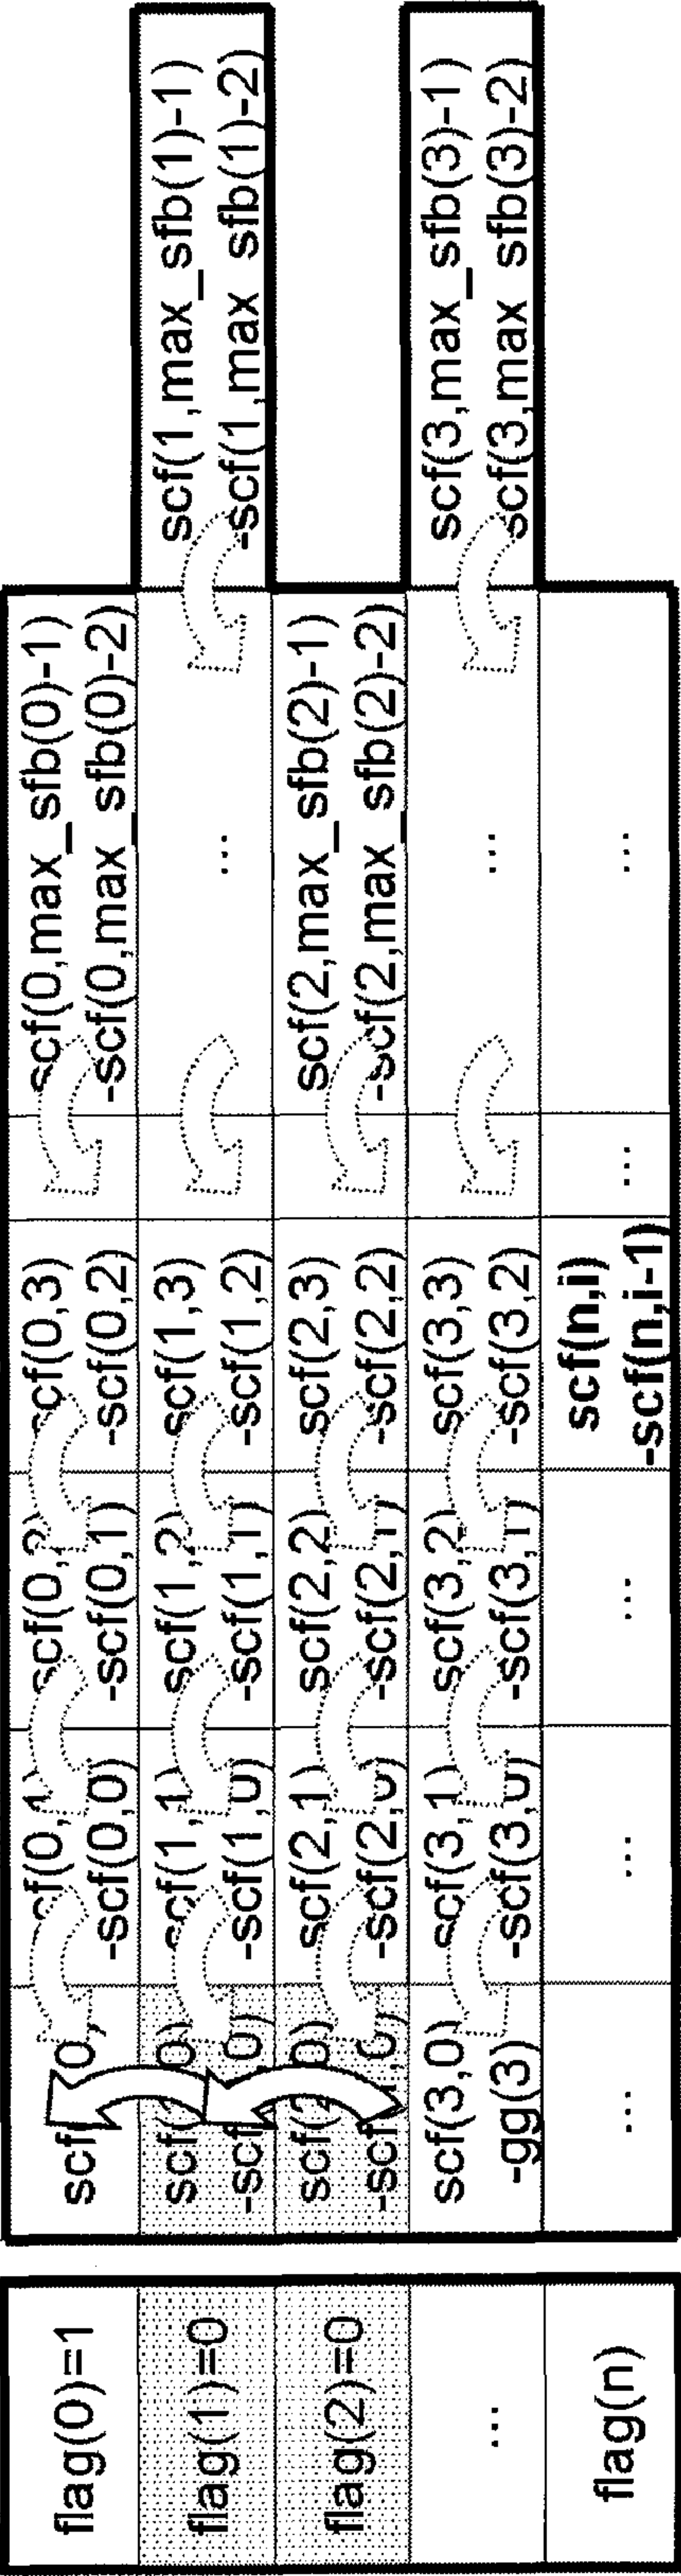 flag(0)=1
scf(0,1)
-scf(0,0)
scf(0,2)
-scf(0,1)
scf(0,3)
-scf(0,2)
scf(0,max_sfb(0)-1)
-scf(0,max_sfb(0)-2)
flag(1)=0
scf(1,1)
-scf(1,0)
scf(1,2)
-scf(1,1)
scf(1,3)
-scf(1,2)
...
scf(1,max_sfb(1)-1)
-scf(1,max_sfb(1)-2)
flag(2)=0
scf(2,1)
-scf(2,0)
scf(2,2)
-scf(2,1)
scf(2,3)
-scf(2,2)
scf(2,max_sfb(2)-1)
-scf(2,max_sfb(2)-2)
...
scf(3,0)
-gg(3)
scf(3,1)
-scf(3,0)
scf(3,2)
-scf(3,1)
scf(3,3)
-scf(3,2)
...
scf(3,max_sfb(3)-1)
scf(3,max_sfb(3)-2)
flag(n)
...
...
...
scf(n,i)
-scf(n,i-1)
...
...